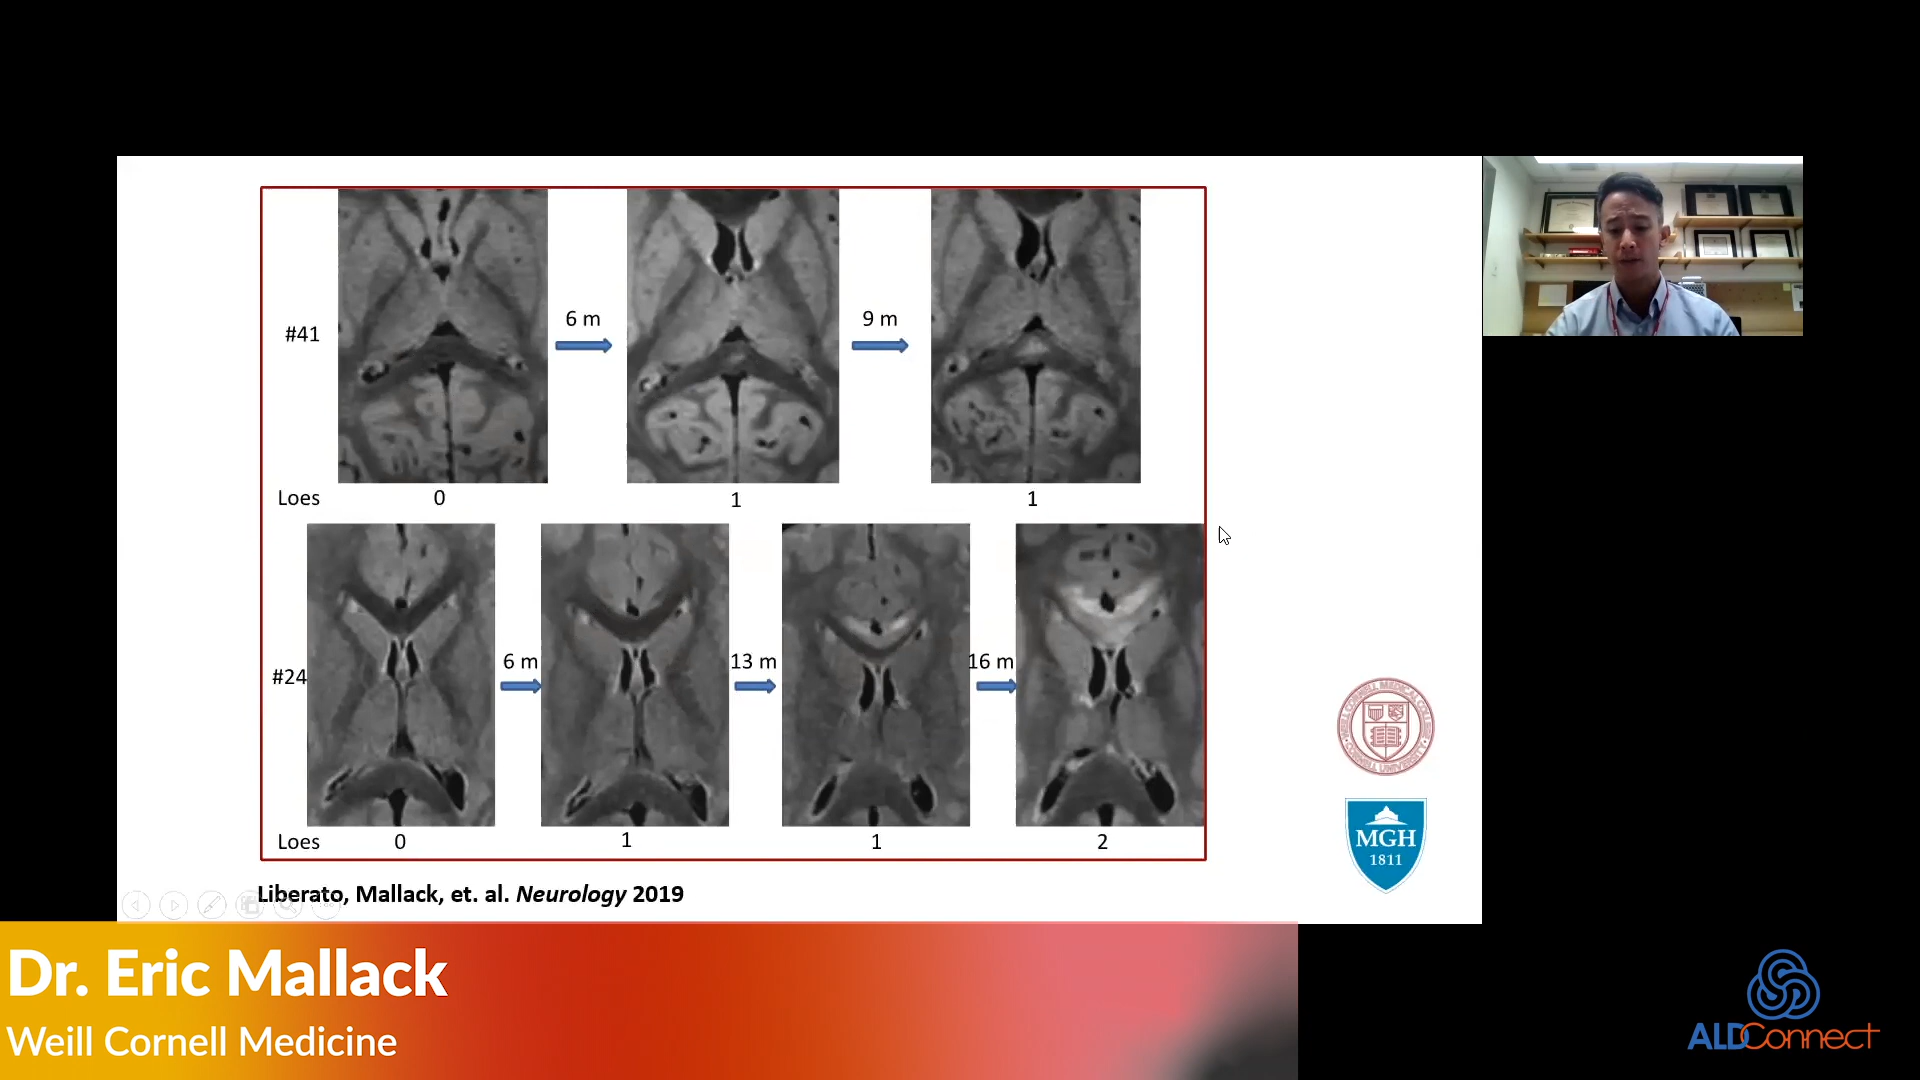 #41
6 m
9 m
Loes 0 1 1
#24
6 m
13 m
16 m
Loes 0 1 1 2
Liberato, Mallack, et. al. Neurology 2019
MGH
1811
Dr. Eric Mallack
Weill Cornell Medicine
ALDConnect